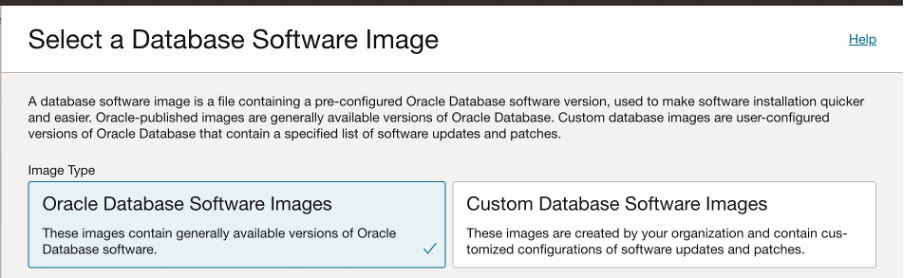 Select a Database Software Image
Help
A database software image is a file containing a pre-configured Oracle Database software version, used to make software installation quicker
and easier. Oracle-published images are generally available versions of Oracle Database. Custom database images are user-configured
versions of Oracle Database that contain a specified list of software updates and patches.
Image Type
Oracle Database Software Images
These images contain generally available versions of Oracle
Database software.
Custom Database Software Images
These images are created by your organization and contain cus-
tomized configurations of software updates and patches.